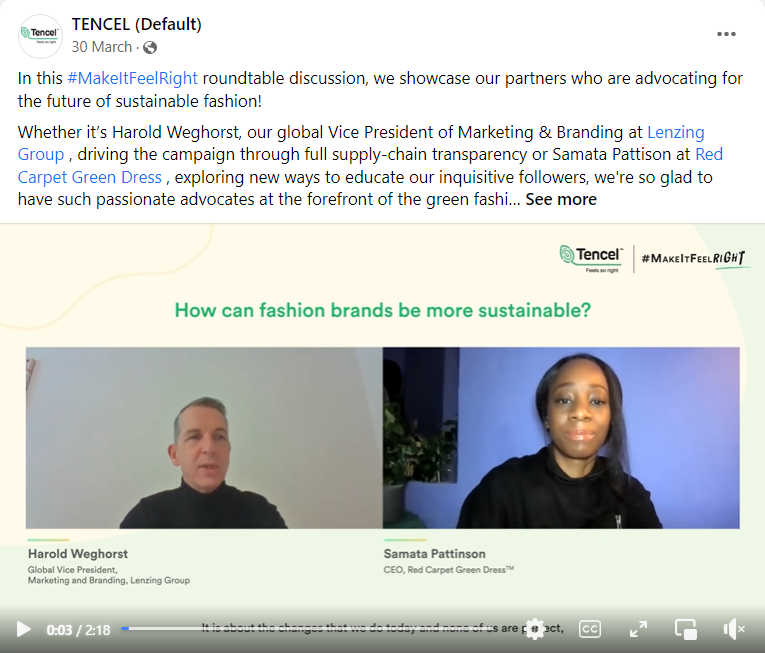 TENCEL (Default)
Tencel
Feels so right
30 March ·
In this #MakeItFeelRight roundtable discussion, we showcase our partners who are advocating for
the future of sustainable fashion!
Whether it's Harold Weghorst, our global Vice President of Marketing & Branding at Lenzing
Group , driving the campaign through full supply-chain transparency or Samata Pattison at Red
Carpet Green Dress , exploring new ways to educate our inquisitive followers, we're so glad to
have such passionate advocates at the forefront of the green fashi... See more
Tencel™
Feels so right
#MAKEITFEELRIGHT
How can fashion brands be more sustainable?
Harold Weghorst
Global Vice President,
Marketing and Branding, Lenzing Group
Samata Pattinson
CEO, Red Carpet Green Dress™
0:03 / 2:18
It is about the changes that we do today and none of us are perfect,
CC